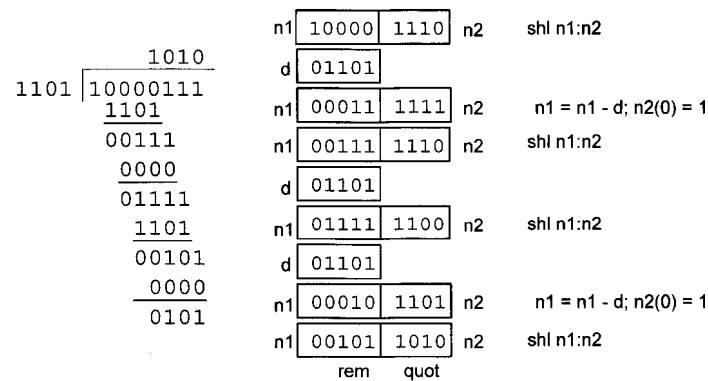 1010
1101 10000111
1101
00111
0000
01111
1101
00101
0000
0101
n1 10000 1110 n2 shl n1:n2
d 01101
n1 00011 1111 n2 n1 = n1 - d; n2(0) = 1
n1 00111 1110 n2 shl n1:n2
d 01101
n1 01111 1100 n2 shl n1:n2
d 01101
n1 00010 1101 n2 n1 = n1 - d; n2(0) = 1
n1 00101 1010 n2 shl n1:n2
rem quot